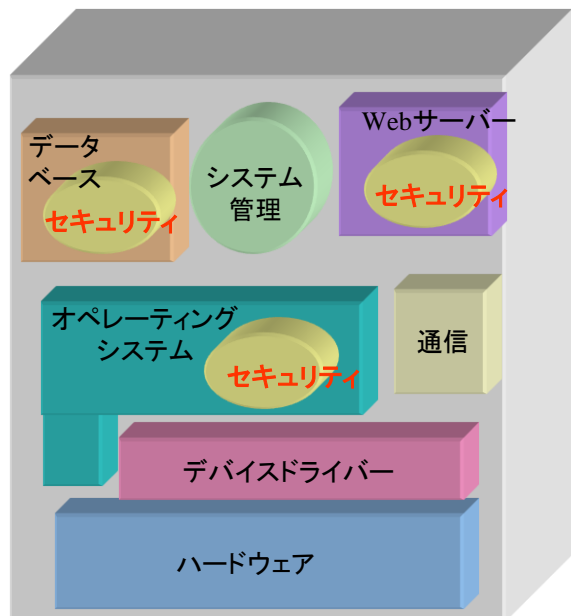 データ
ベース
セキュリティ
システム
管理
Webサーバー
セキュリティ
オペレーティング
システム
セキュリティ
通信
デバイスドライバー
ハードウェア